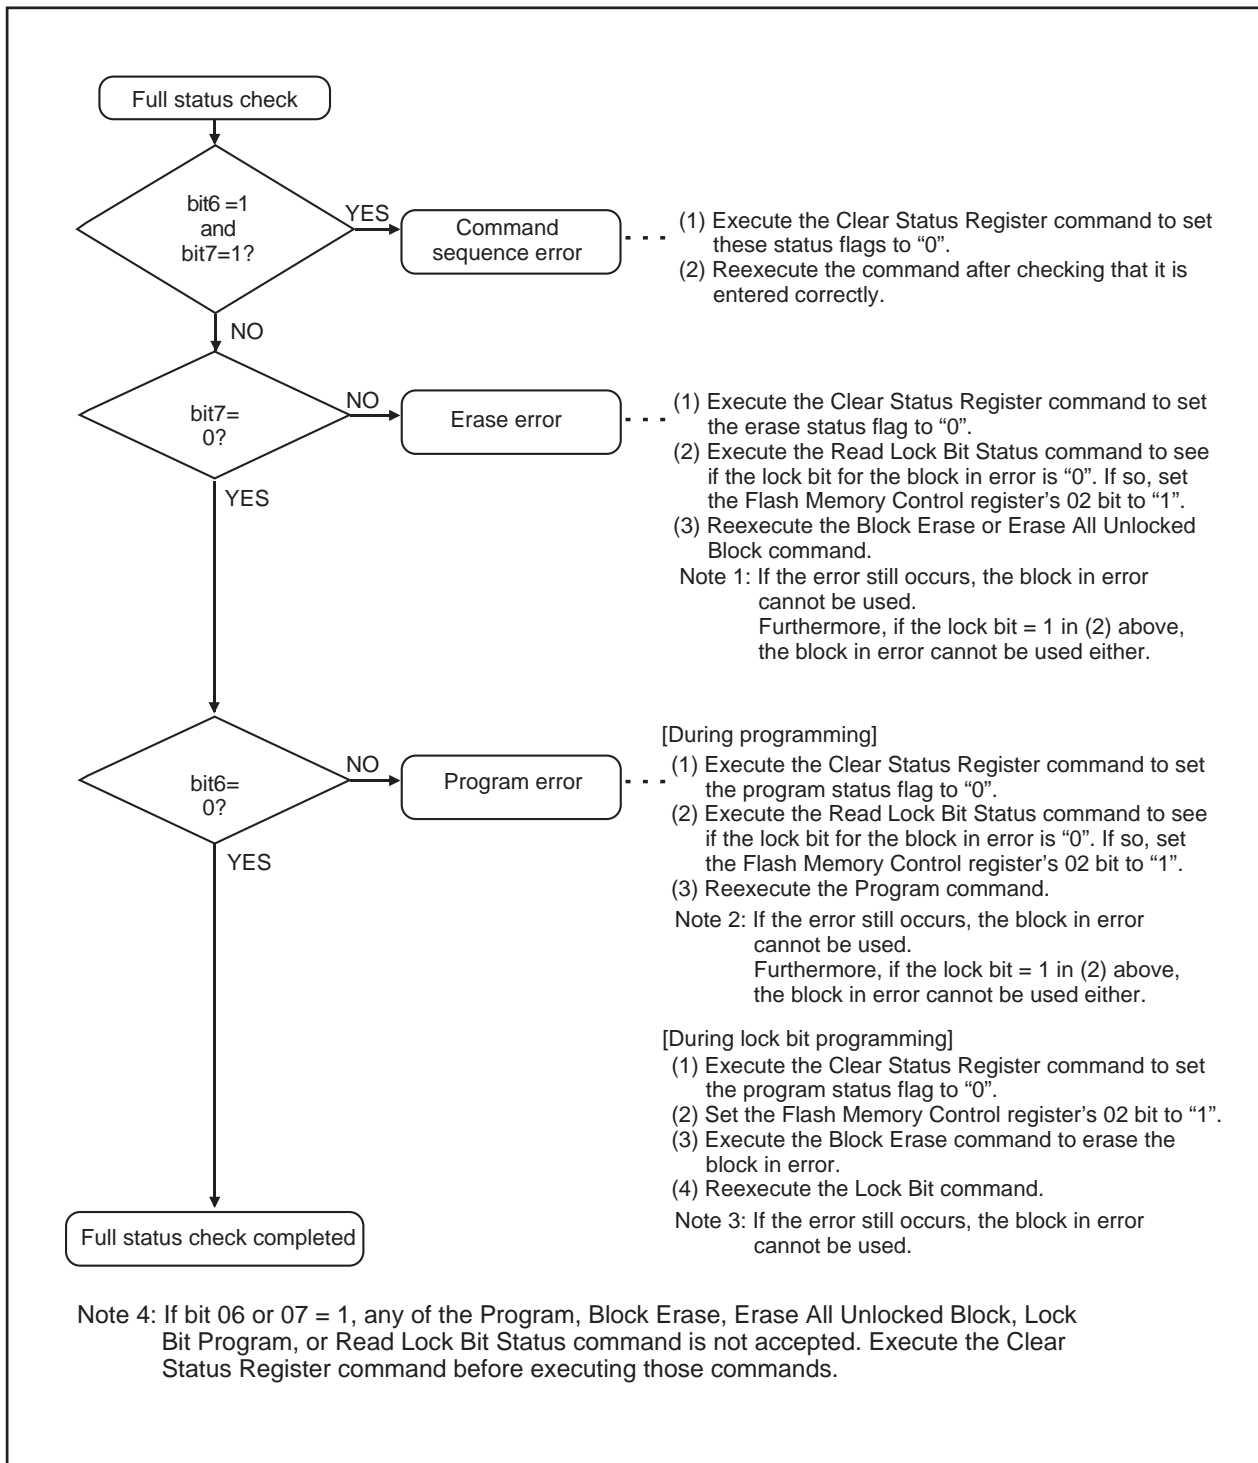 Full status check
bit6 =1
and
bit7=1?
YES
Command
sequence error
(1) Execute the Clear Status Register command to set
these status flags to “0”.
(2) Reexecute the command after checking that it is
entered correctly.
NO
bit7=
0?
NO
Erase error
(1) Execute the Clear Status Register command to set
the erase status flag to “0”.
(2) Execute the Read Lock Bit Status command to see
if the lock bit for the block in error is “0”. If so, set
the Flash Memory Control register’s 02 bit to “1”.
(3) Reexecute the Block Erase or Erase All Unlocked
Block command.
Note 1: If the error still occurs, the block in error
cannot be used.
Furthermore, if the lock bit = 1 in (2) above,
the block in error cannot be used either.
YES
bit6=
0?
NO
Program error
[During programming]
(1) Execute the Clear Status Register command to set
the program status flag to “0”.
(2) Execute the Read Lock Bit Status command to see
if the lock bit for the block in error is “0”. If so, set
the Flash Memory Control register’s 02 bit to “1”.
(3) Reexecute the Program command.
Note 2: If the error still occurs, the block in error
cannot be used.
Furthermore, if the lock bit = 1 in (2) above,
the block in error cannot be used either.
[During lock bit programming]
(1) Execute the Clear Status Register command to set
the program status flag to “0”.
(2) Set the Flash Memory Control register’s 02 bit to “1”.
(3) Execute the Block Erase command to erase the
block in error.
(4) Reexecute the Lock Bit command.
Note 3: If the error still occurs, the block in error
cannot be used.
YES
Full status check completed
Note 4: If bit 06 or 07 = 1, any of the Program, Block Erase, Erase All Unlocked Block, Lock
Bit Program, or Read Lock Bit Status command is not accepted. Execute the Clear
Status Register command before executing those commands.